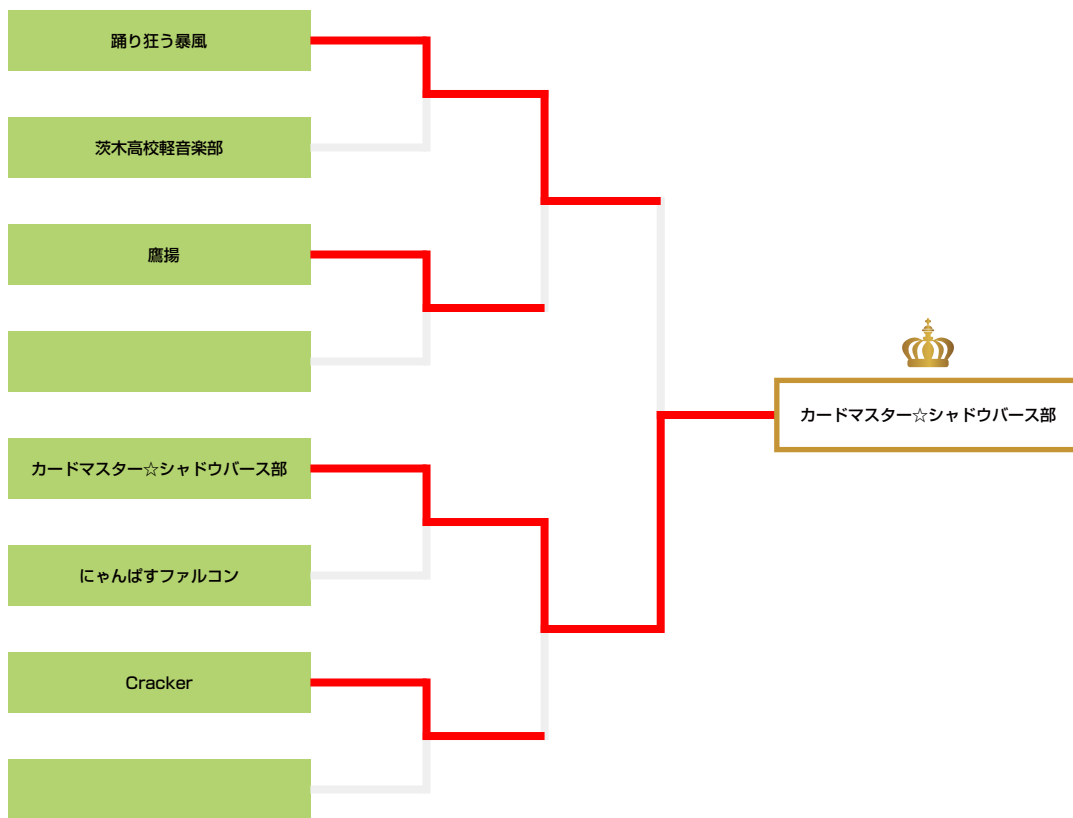 踊り狂う暴風
茨木高校軽音楽部
鷹揚
カードマスター☆シャドウバース部
カードマスター☆シャドウバース部
にゃんぱすファルコン
Cracker